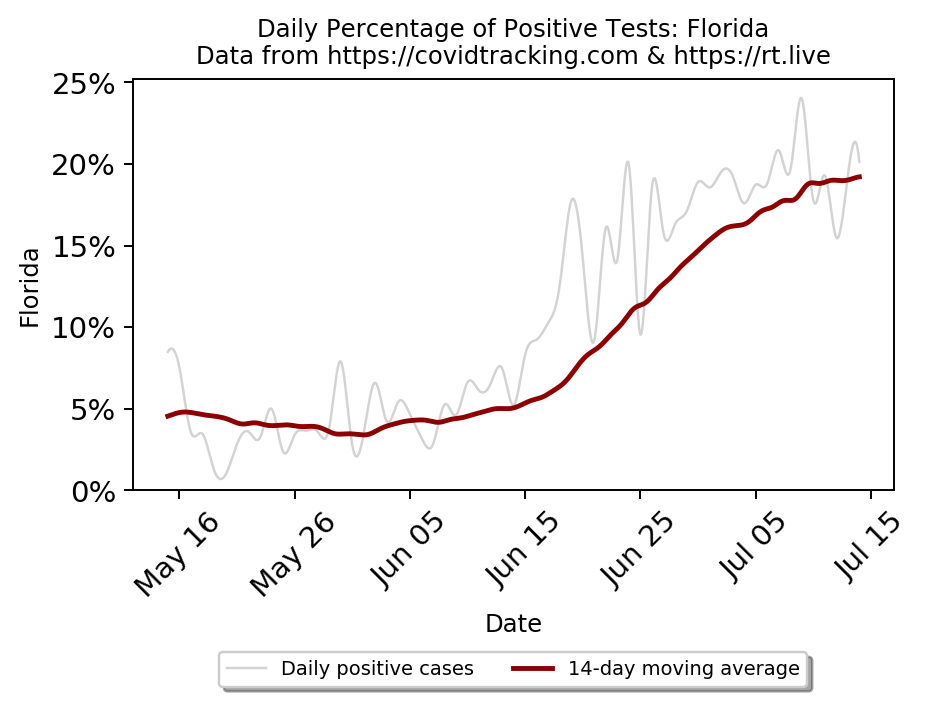 Daily Percentage of Positive Tests: Florida
Data from https://covidtracking.com & https://rt.live
25%
20%
15%
10%
5%
0%
Florida
May 16
May 26
Jun 05
Jun 15
Jun 25
Jul 05
Jul 15
Date
Daily positive cases
14-day moving average